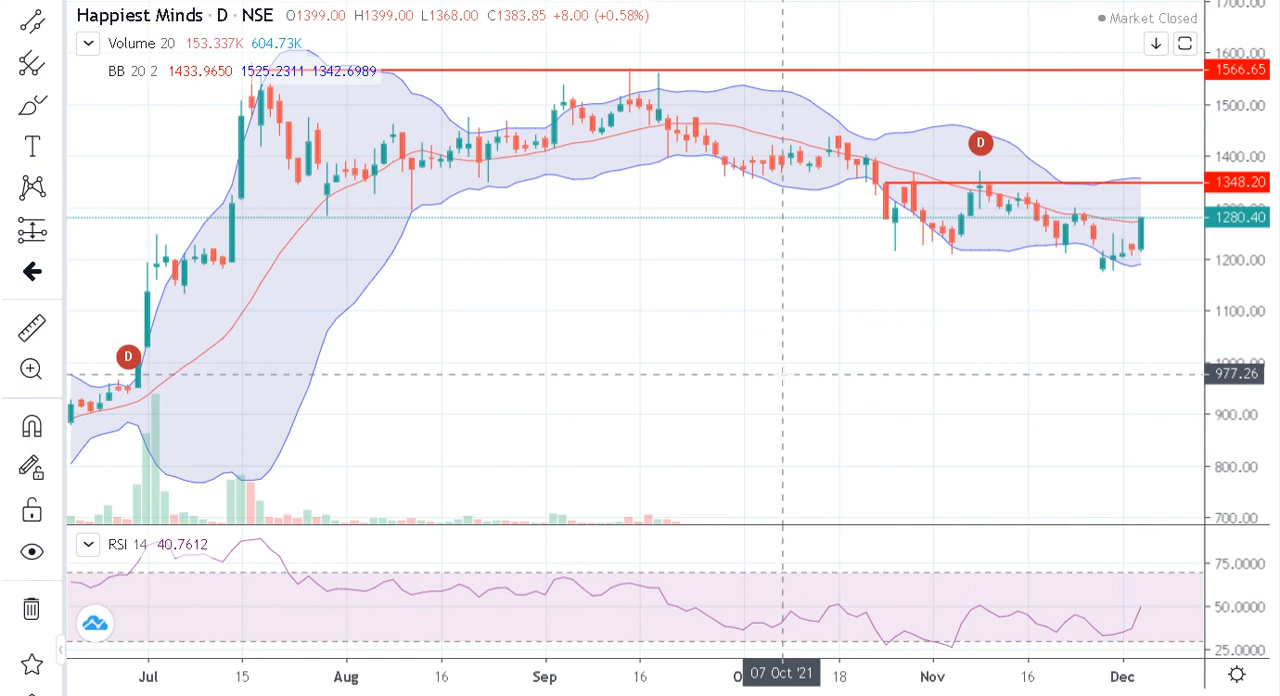 Happiest Minds · D · NSE O1399.00 H1399.00 L1368.00 C1383.85 +8.00 (+0.58%)
Market Closed
Volume 20 153.337K 604.73K
BB 20 2 1433.9650 1525.2311 1342.6989
1600.00
1566.65
1500.00
1400.00
1348.20
1280.40
1200.00
1100.00
1000.00
977.26
900.00
800.00
700.00
D
D
RSI 14 40.7612
75.0000
50.0000
25.0000
Jul 15 Aug 16 Sep 16 07 Oct '21 18 Nov 16 Dec
T